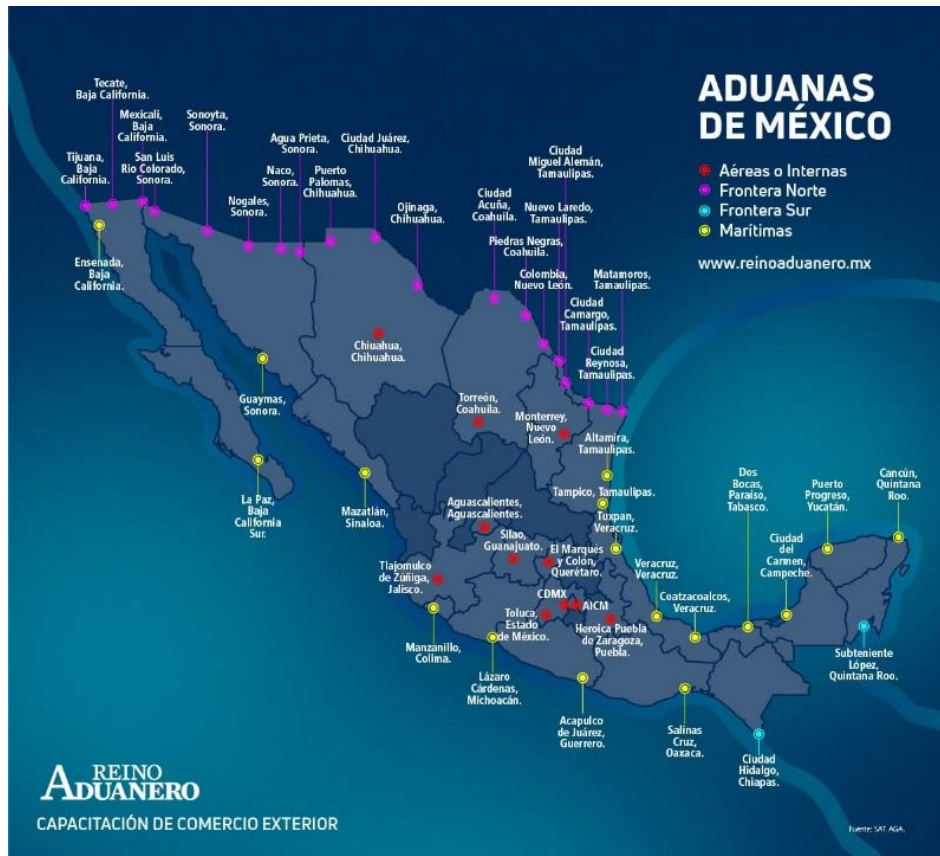 ADUANAS
DE MÉXICO
Aéreas o Internas
Frontera Norte
Frontera Sur
Marítimas
www.reinoaduanero.mx
Tecate,
Baja California.
Mexicali,
Baja
California.
Sonoyta,
Sonora.
Agua Prieta,
Sonora.
Ciudad Juárez,
Chihuahua.
Tijuana,
Baja
California.
San Luis
Rio Colorado,
Sonora.
Naco,
Sonora.
Puerto
Palomas,
Chihuahua.
Nogales,
Sonora.
Ojinaga,
Chihuahua.
Ciudad
Acuña,
Coahuila.
Ciudad
Miguel Alemán,
Tamaulipas.
Nuevo Laredo,
Tamaulipas.
Piedras Negras,
Coahuila.
Colombia,
Nuevo León.
Matamoros,
Tamaulipas.
Ciudad
Camargo,
Tamaulipas.
Ciudad
Reynosa,
Tamaulipas.
Ensenada,
Baja
California.
Chiuahua,
Chihuahua.
Guaymas,
Sonora.
Torreón,
Coahuila.
Monterrey,
Nuevo
León.
Altamira,
Tamaulipas.
La Paz,
Baja
California
Sur.
Mazatlán,
Sinaloa.
Aguascalientes,
Aguascalientes.
Tampico, Tamaulipas.
Tuxpan,
Veracruz.
Dos
Bocas,
Paraíso,
Tabasco.
Puerto
Progreso,
Yucatán.
Cancún,
Quintana
Roo.
Silao,
Guanajuato.
El Marqués
y Colón,
Querétaro.
Ciudad
del
Carmen,
Campeche.
Tlajomulco
de Zúñiga,
Jalisco.
Veracruz,
Veracruz.
Coatzacoalcos,
Veracruz.
CDMX
AICM
Toluca,
Estado
de México.
Heroica Puebla
de Zaragoza,
Puebla.
Manzanillo,
Colima.
Lázaro
Cárdenas,
Michoacán.
Acapulco
de Juárez,
Guerrero.
Salinas
Cruz,
Oaxaca.
Subteniente
López,
Quintana Roo.
Ciudad
Hidalgo,
Chiapas.
REINO
ADUANERO
CAPACITACIÓN DE COMERCIO EXTERIOR
Fuente: SAT. AGA.